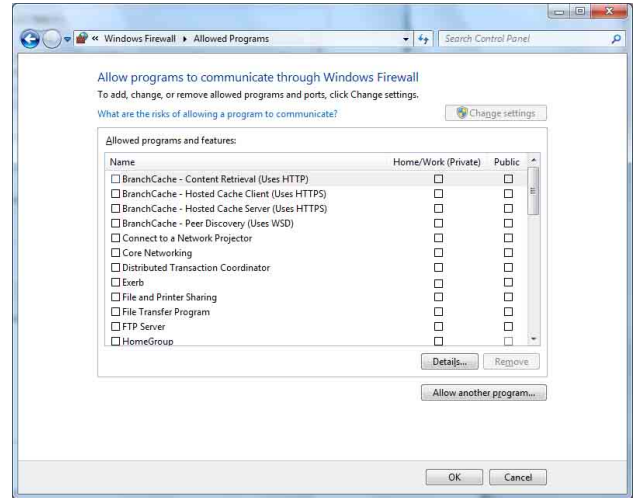 « Windows Firewall ▸ Allowed Programs
Search Control Panel
Allow programs to communicate through Windows Firewall
To add, change, or remove allowed programs and ports, click Change settings.
What are the risks of allowing a program to communicate?
Change settings
Allowed programs and features:
Name Home/Work (Private) Public
BranchCache - Content Retrieval (Uses HTTP)
BranchCache - Hosted Cache Client (Uses HTTPS)
BranchCache - Hosted Cache Server (Uses HTTPS)
BranchCache - Peer Discovery (Uses WSD)
Connect to a Network Projector
Core Networking
Distributed Transaction Coordinator
Exerb
File and Printer Sharing
File Transfer Program
FTP Server
HomeGroup
Details... Remove
Allow another program...
OK Cancel